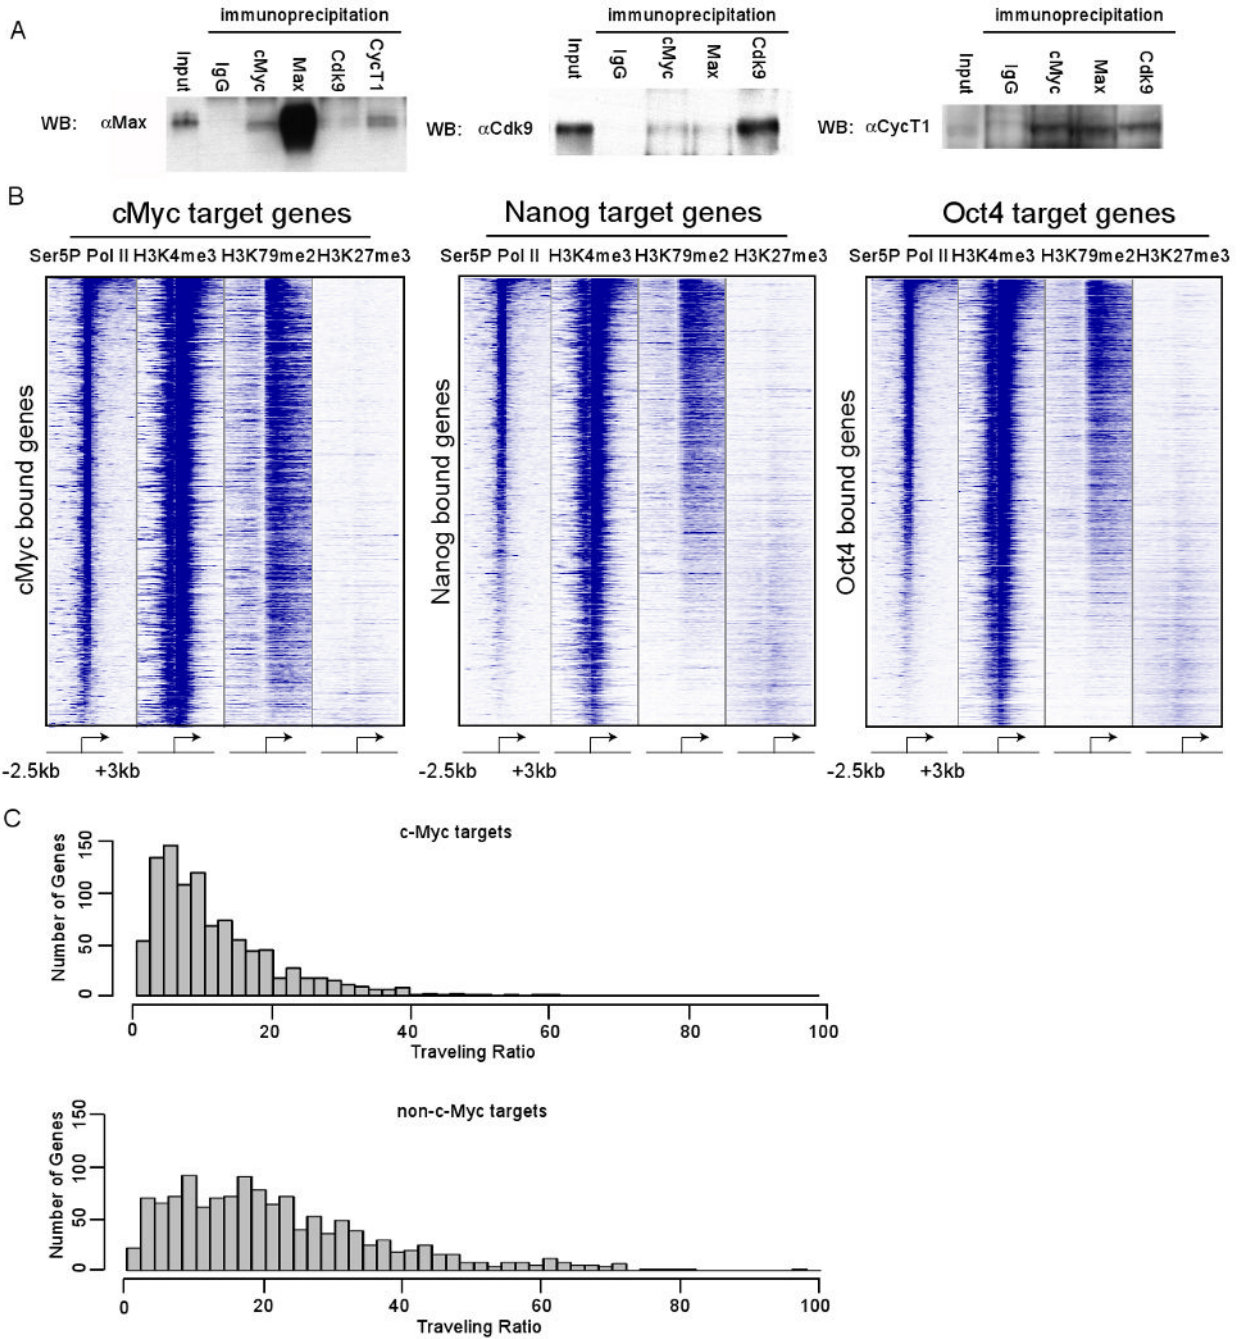 A
immunoprecipitation
Input IgG cMyc Max Cdk9 CycT1
WB: αMax
immunoprecipitation
Input IgG cMyc Max Cdk9
WB: αCdk9
immunoprecipitation
Input IgG cMyc Max Cdk9
WB: αCycT1
B
cMyc target genes
Ser5P Pol II H3K4me3 H3K79me2 H3K27me3
cMyc bound genes
-2.5kb +3kb
Nanog target genes
Ser5P Pol II H3K4me3 H3K79me2 H3K27me3
Nanog bound genes
-2.5kb +3kb
Oct4 target genes
Ser5P Pol II H3K4me3 H3K79me2 H3K27me3
Oct4 bound genes
-2.5kb +3kb
C
c-Myc targets
Number of Genes
150
100
50
0
0 20 40 60 80 100
Traveling Ratio
non-c-Myc targets
Number of Genes
150
100
50
0
0 20 40 60 80 100
Traveling Ratio